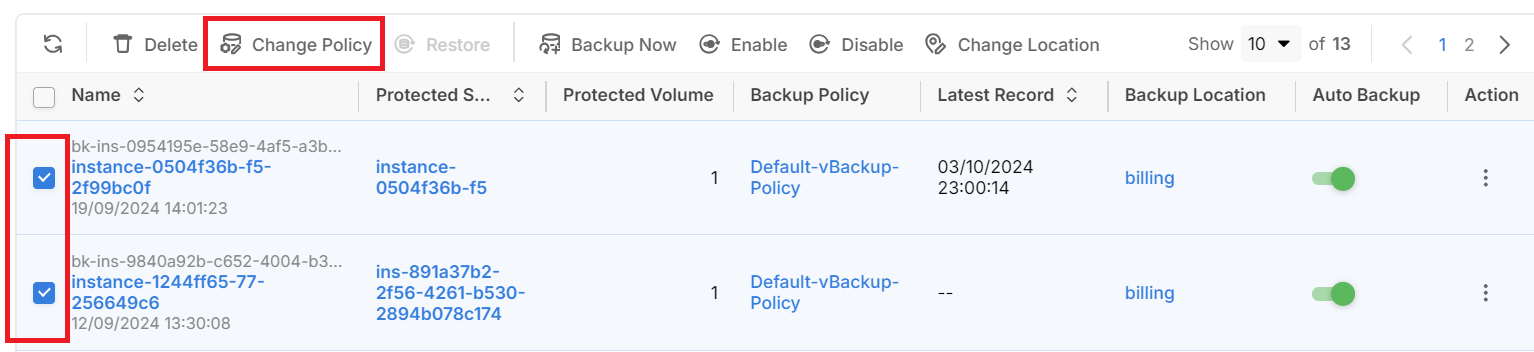 Delete Change Policy Restore Backup Now Enable Disable Change Location Show 10 of 13 1 2
Name Protected S... Protected Volume Backup Policy Latest Record Backup Location Auto Backup Action
bk-ins-0954195e-58e9-4af5-a3b...
instance-0504f36b-f5-
2f99bc0f
19/09/2024 14:01:23
instance-
0504f36b-f5
1
Default-vBackup-
Policy
03/10/2024
23:00:14
billing
bk-ins-9840a92b-c652-4004-b3...
instance-1244ff65-77-
256649c6
12/09/2024 13:30:08
ins-891a37b2-
2f56-4261-b530-
2894b078c174
1
Default-vBackup-
Policy
--
billing